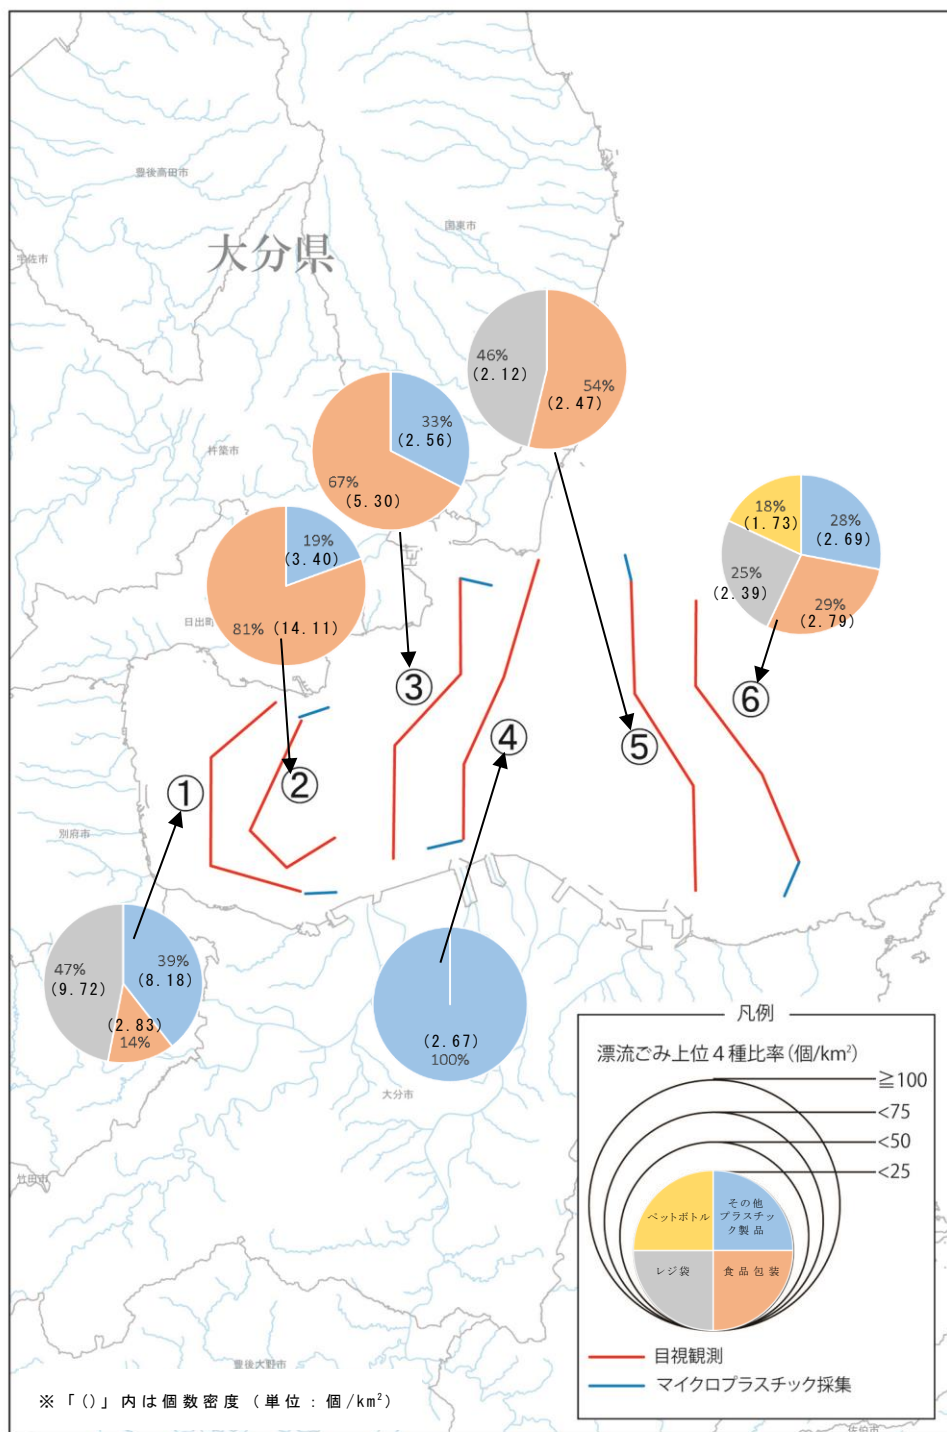 豊後高田市
国東市
大分県
宇佐市
46%
(2.12)
54%
(2.47)
33%
(2.56)
67%
(5.30)
杵築市
18%
(1.73)
28%
(2.69)
25%
(2.39)
29%
(2.79)
19%
(3.40)
81% (14.11)
日出町
③
⑥
④
⑤
②
①
別府市
47%
(9.72)
39%
(8.18)
(2.83)
14%
(2.67)
100%
大分市
竹田市
豊後大野市
佐伯市
凡例
漂流ごみ上位4種比率(個/km²)
≧100
<75
<50
<25
ペットボトル
その他
プラスチッ
ク製品
レジ袋
食品包装
目視観測
マイクロプラスチック採集
※「()」内は個数密度(単位:個/km²)